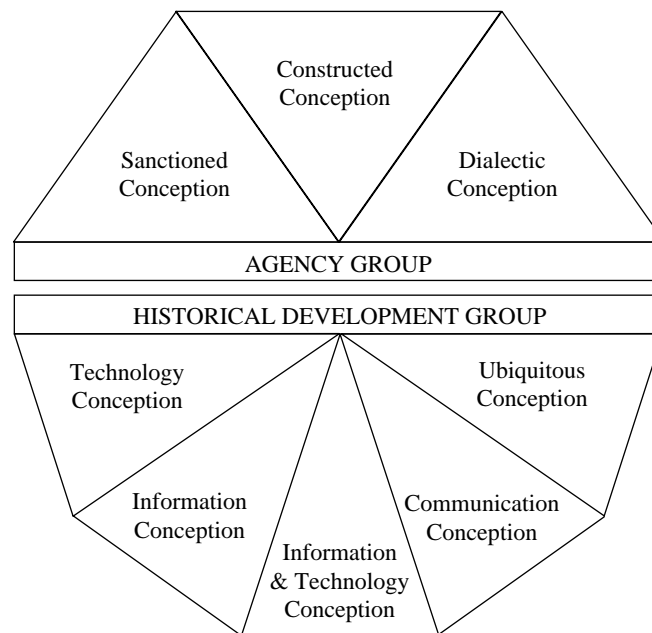 Constructed
Conception
Sanctioned
Conception
Dialectic
Conception
AGENCY GROUP
HISTORICAL DEVELOPMENT GROUP
Technology
Conception
Ubiquitous
Conception
Information
Conception
Communication
Conception
Information
& Technology
Conception